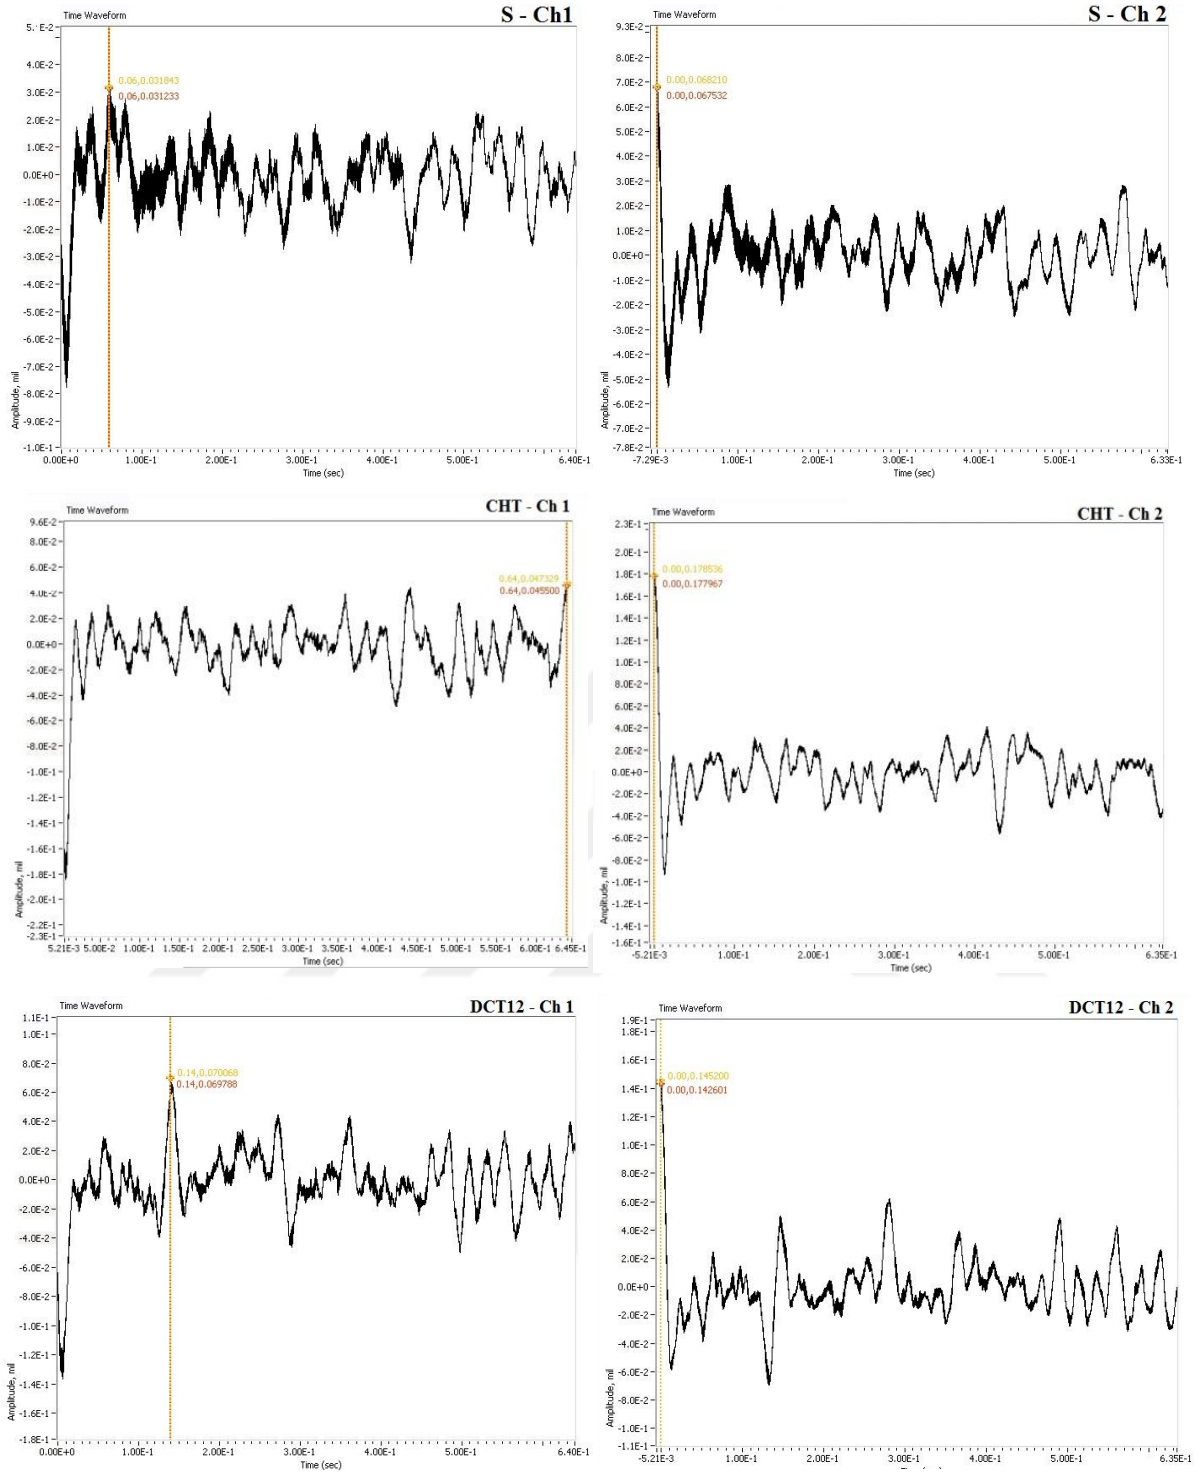 S - Ch1
Time Waveform
5.1E-2
4.0E-2
3.0E-2
2.0E-2
1.0E-2
0.0E+0
-1.0E-2
-2.0E-2
-3.0E-2
-4.0E-2
-5.0E-2
-6.0E-2
-7.0E-2
-8.0E-2
-9.0E-2
-1.0E-1
Amplitude, mil
0.06,0.031843
0.06,0.031233
0.00E+0 1.00E-1 2.00E-1 3.00E-1 4.00E-1 5.00E-1 6.40E-1
Time (sec)
S - Ch 2
Time Waveform
9.3E-2
8.0E-2
7.0E-2
6.0E-2
5.0E-2
4.0E-2
3.0E-2
2.0E-2
1.0E-2
0.0E+0
-1.0E-2
-2.0E-2
-3.0E-2
-4.0E-2
-5.0E-2
-6.0E-2
-7.0E-2
-7.8E-2
Amplitude, mil
0.00,0.068210
0.00,0.067532
-7.29E-3 1.00E-1 2.00E-1 3.00E-1 4.00E-1 5.00E-1 6.33E-1
Time (sec)
CHT - Ch 1
Time Waveform
9.6E-2
8.0E-2
6.0E-2
4.0E-2
2.0E-2
0.0E+0
-2.0E-2
-4.0E-2
-6.0E-2
-8.0E-2
-1.0E-1
-1.2E-1
-1.4E-1
-1.6E-1
-1.8E-1
-2.0E-1
-2.2E-1
-2.3E-1
Amplitude, mil
0.64,0.047329
0.64,0.045500
5.21E-3 5.00E-2 1.00E-1 1.50E-1 2.00E-1 2.50E-1 3.00E-1 3.50E-1 4.00E-1 4.50E-1 5.00E-1 5.50E-1 6.00E-1 6.45E-1
Time (sec)
CHT - Ch 2
Time Waveform
2.3E-1
2.0E-1
1.8E-1
1.6E-1
1.4E-1
1.2E-1
1.0E-1
8.0E-2
6.0E-2
4.0E-2
2.0E-2
0.0E+0
-2.0E-2
-4.0E-2
-6.0E-2
-8.0E-2
-1.0E-1
-1.2E-1
-1.4E-1
-1.6E-1
Amplitude, mil
0.00,0.178536
0.00,0.177967
-5.21E-3 1.00E-1 2.00E-1 3.00E-1 4.00E-1 5.00E-1 6.35E-1
Time (sec)
DCT12 - Ch 1
Time Waveform
1.1E-1
1.0E-1
8.0E-2
6.0E-2
4.0E-2
2.0E-2
0.0E+0
-2.0E-2
-4.0E-2
-6.0E-2
-8.0E-2
-1.0E-1
-1.2E-1
-1.4E-1
-1.6E-1
-1.8E-1
Amplitude, mil
0.14,0.070068
0.14,0.069788
0.00E+0 1.00E-1 2.00E-1 3.00E-1 4.00E-1 5.00E-1 6.40E-1
Time (sec)
DCT12 - Ch 2
Time Waveform
1.9E-1
1.8E-1
1.6E-1
1.4E-1
1.2E-1
1.0E-1
8.0E-2
6.0E-2
4.0E-2
2.0E-2
0.0E+0
-2.0E-2
-4.0E-2
-6.0E-2
-8.0E-2
-1.0E-1
-1.1E-1
Amplitude, mil
0.00,0.145200
0.00,0.142601
-5.21E-3 1.00E-1 2.00E-1 3.00E-1 4.00E-1 5.00E-1 6.35E-1